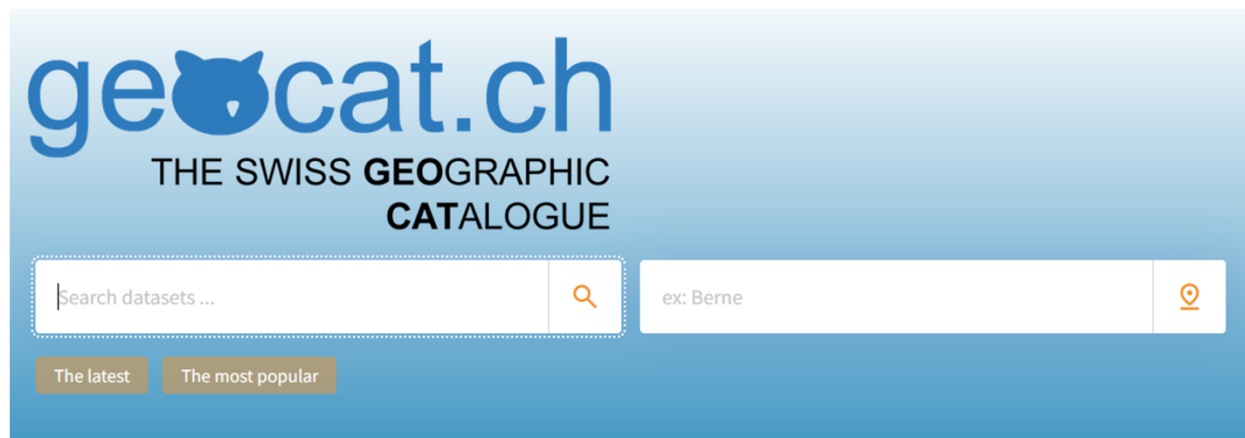 geocat.ch
THE SWISS GEOGRAPHIC
CATALOGUE
Search datasets ...
ex: Berne
The latest
The most popular